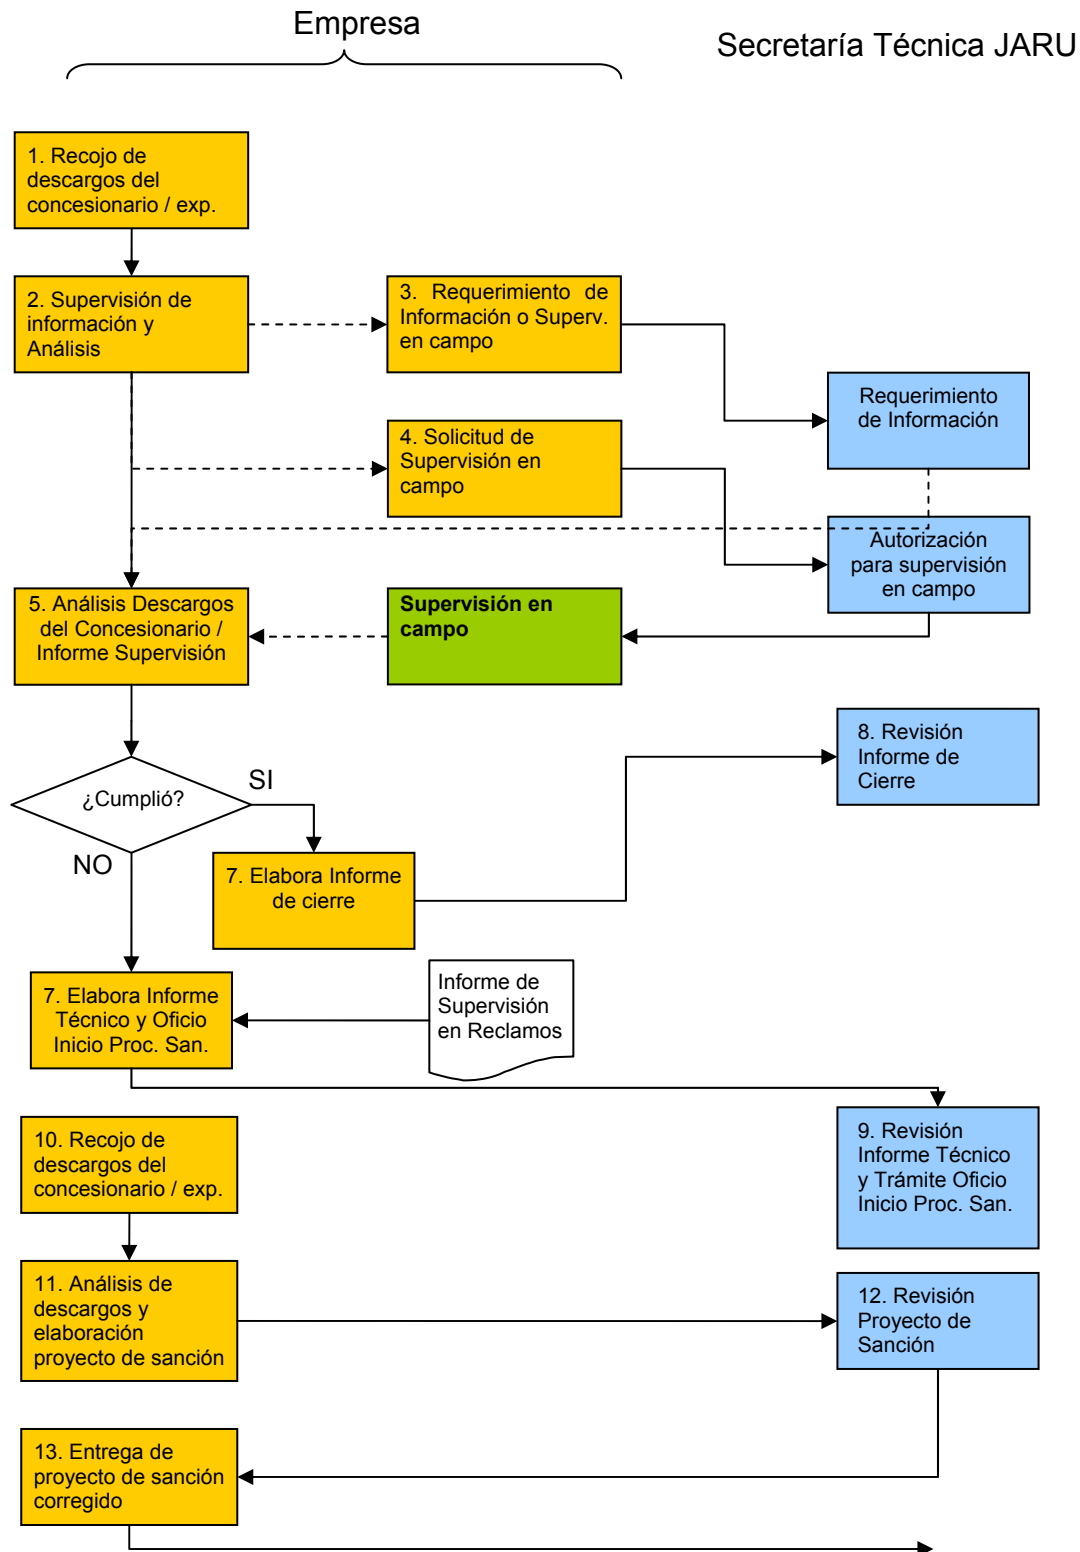 Empresa
Secretaría Técnica JARU
1. Recojo de
descargos del
concesionario / exp.
2. Supervisión de
información y
Análisis
3. Requerimiento de
Información o Superv.
en campo
Requerimiento
de Información
4. Solicitud de
Supervisión en
campo
Autorización
para supervisión
en campo
5. Análisis Descargos
del Concesionario /
Informe Supervisión
Supervisión en
campo
8. Revisión
Informe de
Cierre
¿Cumplió?
SI
NO
7. Elabora Informe
de cierre
7. Elabora Informe
Técnico y Oficio
Inicio Proc. San.
Informe de
Supervisión
en Reclamos
9. Revisión
Informe Técnico
y Trámite Oficio
Inicio Proc. San.
10. Recojo de
descargos del
concesionario / exp.
11. Análisis de
descargos y
elaboración
proyecto de sanción
12. Revisión
Proyecto de
Sanción
13. Entrega de
proyecto de sanción
corregido